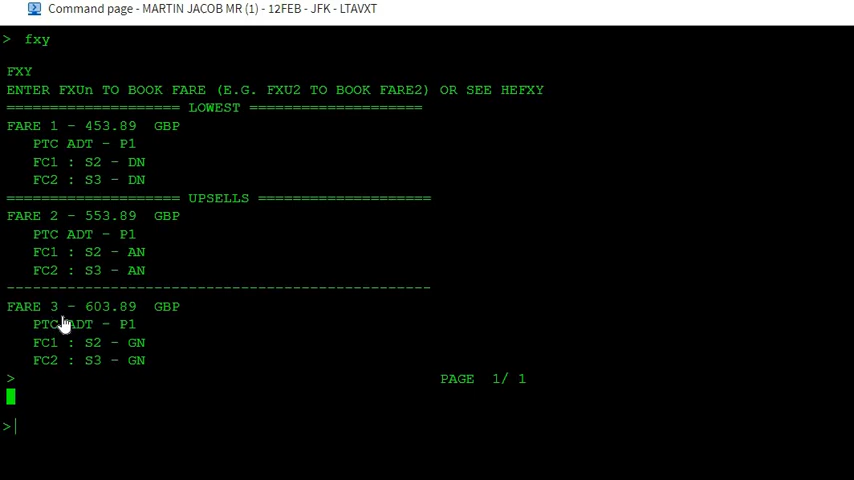 Command page - MARTIN JACOB MR (1) - 12FEB - JFK - LTAVXT
> fxy
FXY
ENTER FXUn TO BOOK FARE (E.G. FXU2 TO BOOK FARE2) OR SEE HEFXY
==================== LOWEST ====================
FARE 1 - 453.89 GBP
PTC ADT - P1
FC1 : S2 - DN
FC2 : S3 - DN
==================== UPSELLS ====================
FARE 2 - 553.89 GBP
PTC ADT - P1
FC1 : S2 - AN
FC2 : S3 - AN
-------------------------------------------------
FARE 3 - 603.89 GBP
PTC ADT - P1
FC1 : S2 - GN
FC2 : S3 - GN
> PAGE 1/ 1
>